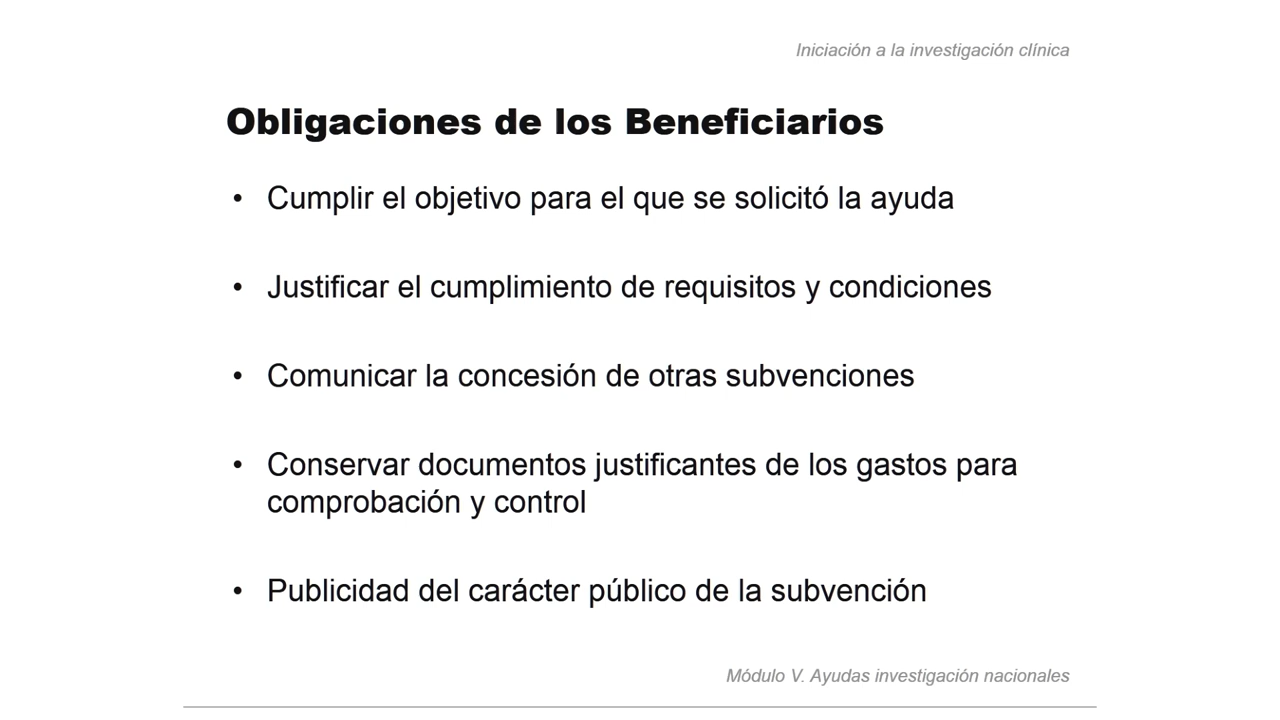 Iniciación a la investigación clínica
Obligaciones de los Beneficiarios
• Cumplir el objetivo para el que se solicitó la ayuda
• Justificar el cumplimiento de requisitos y condiciones
• Comunicar la concesión de otras subvenciones
• Conservar documentos justificantes de los gastos para
comprobación y control
• Publicidad del carácter público de la subvención
Módulo V. Ayudas investigación nacionales